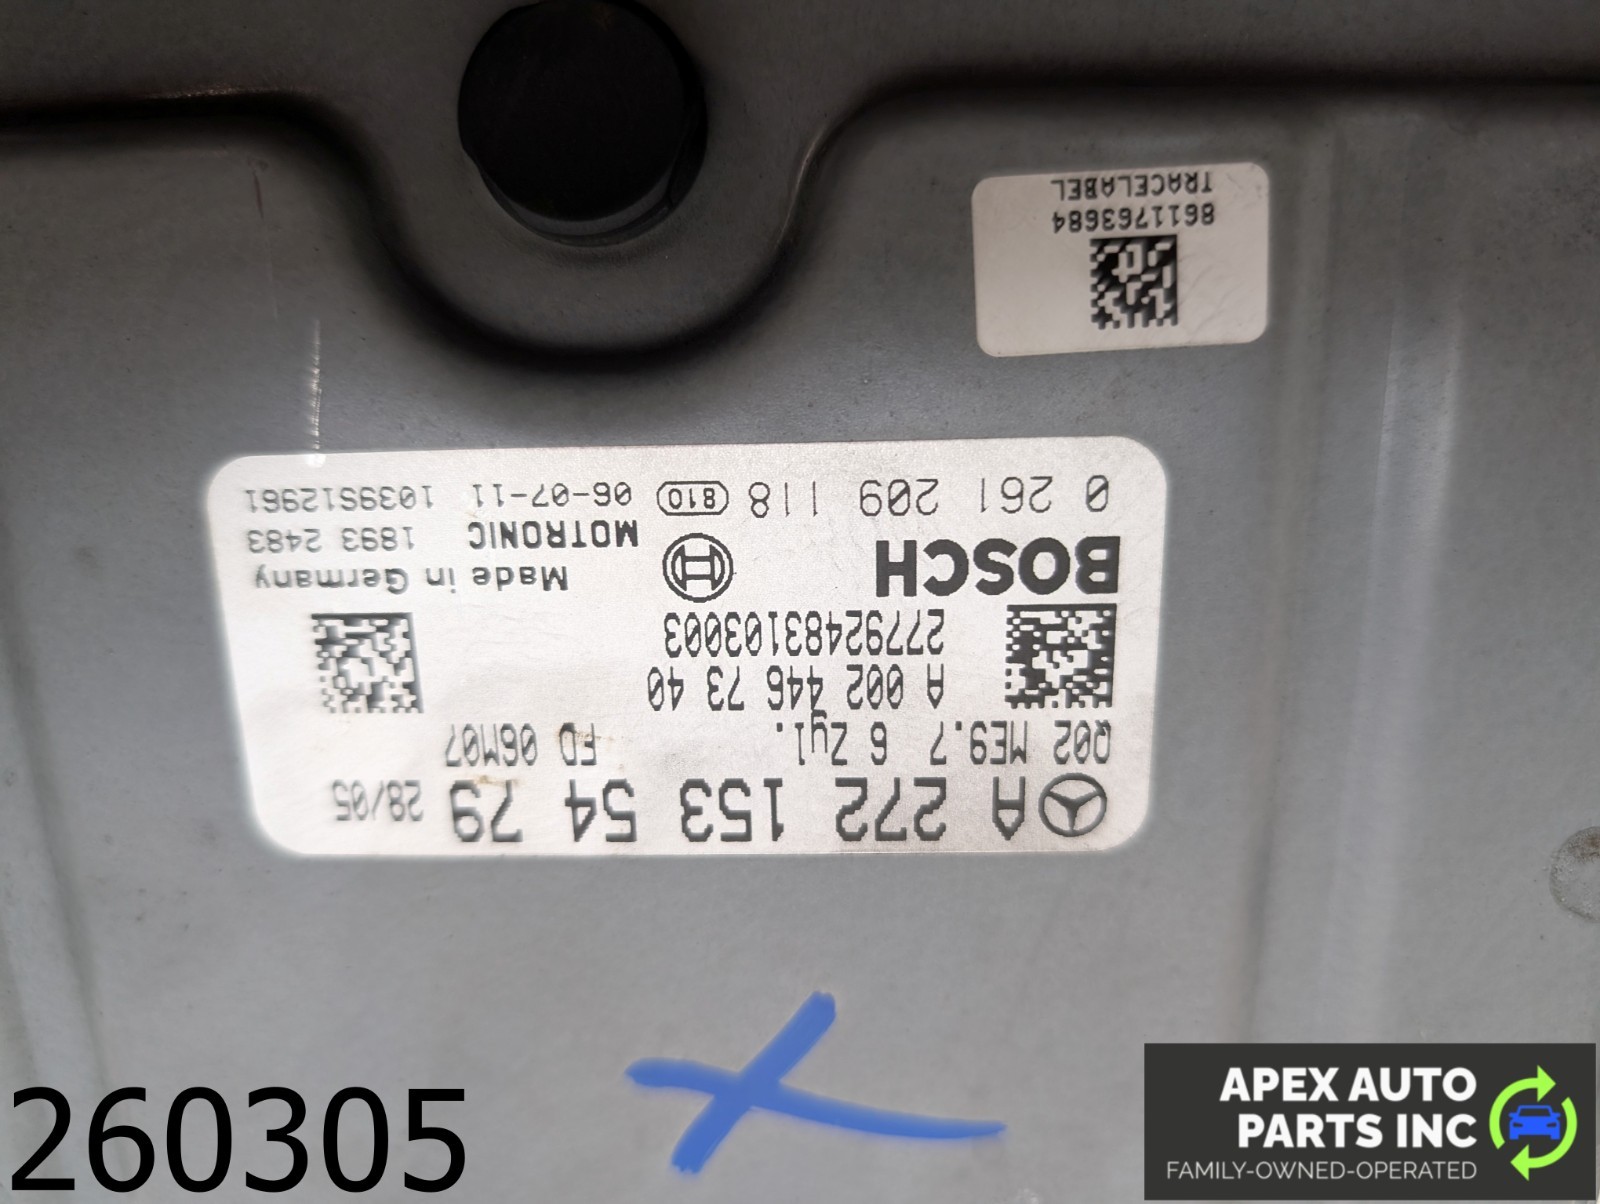 A 272 153 54 79 28/05
Q02 ME9.7 6 Zyl. FD 06M07
A 002 446 73 40
27792483103003
BOSCH
Made in Germany
MOTRONIC 1893 2483
0 261 209 118 810 06-07-11 1039S12961
8611763684
TRACELABEL
260305
APEX AUTO
PARTS INC
FAMILY-OWNED-OPERATED